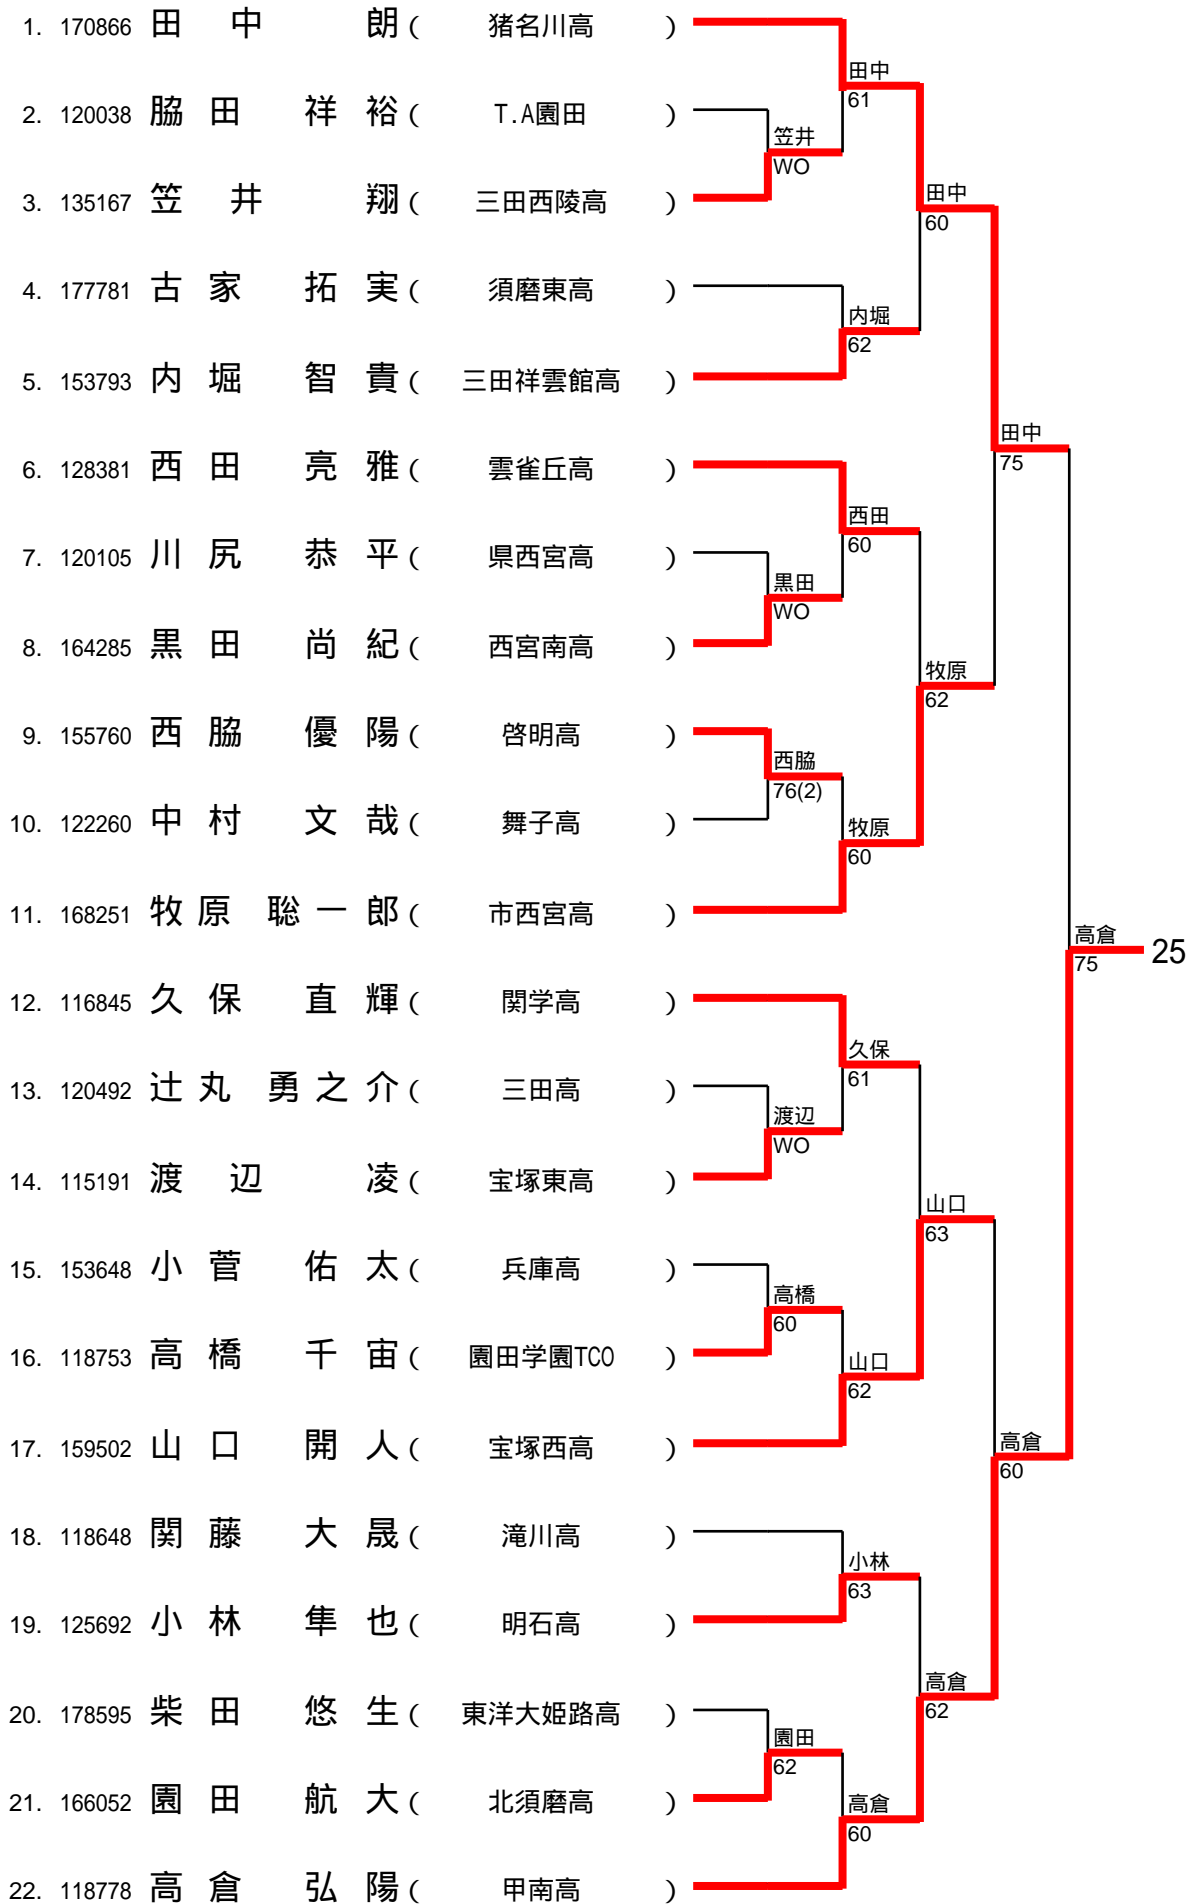 1. 170866 田中 朗 ( 猪名川高 )
田中
61
2. 120038 脇田 祥裕 ( T.A園田 )
笠井
WO
3. 135167 笠井 翔 ( 三田西陵高 )
田中
60
4. 177781 古家 拓実 ( 須磨東高 )
内堀
62
5. 153793 内堀 智貴 ( 三田祥雲館高 )
田中
75
6. 128381 西田 亮雅 ( 雲雀丘高 )
西田
60
7. 120105 川尻 恭平 ( 県西宮高 )
黒田
WO
8. 164285 黒田 尚紀 ( 西宮南高 )
牧原
62
9. 155760 西脇 優陽 ( 啓明高 )
西脇
76(2)
10. 122260 中村 文哉 ( 舞子高 )
牧原
60
11. 168251 牧原 聡一郎 ( 市西宮高 )
高倉
75
25
12. 116845 久保 直輝 ( 関学高 )
久保
61
13. 120492 辻丸 勇之介 ( 三田高 )
渡辺
WO
14. 115191 渡辺 凌 ( 宝塚東高 )
山口
63
15. 153648 小菅 佑太 ( 兵庫高 )
高橋
60
16. 118753 高橋 千宙 ( 園田学園TCO )
山口
62
17. 159502 山口 開人 ( 宝塚西高 )
高倉
60
18. 118648 関藤 大晟 ( 滝川高 )
小林
63
19. 125692 小林 隼也 ( 明石高 )
高倉
62
20. 178595 柴田 悠生 ( 東洋大姫路高 )
園田
62
21. 166052 園田 航大 ( 北須磨高 )
高倉
60
22. 118778 高倉 弘陽 ( 甲南高 )